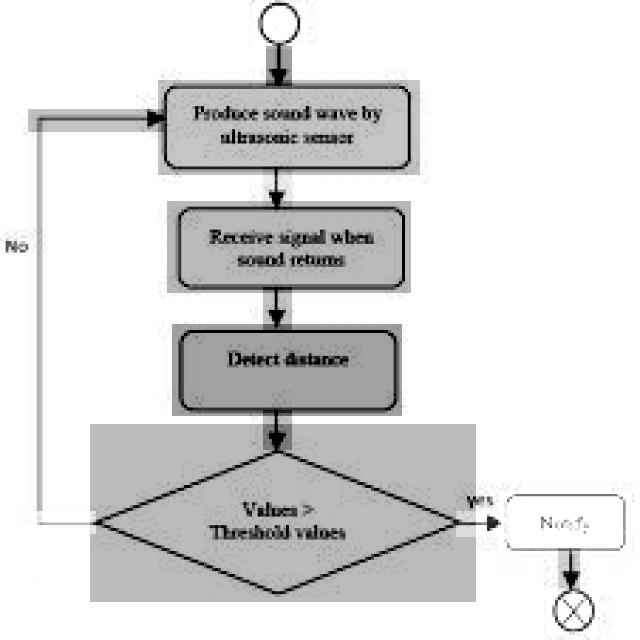 Produce sound wave by
ultrasonic sensor
Receive signal when
sound returns
No
Detect distance
Values >
Threshold values
yes
Notify